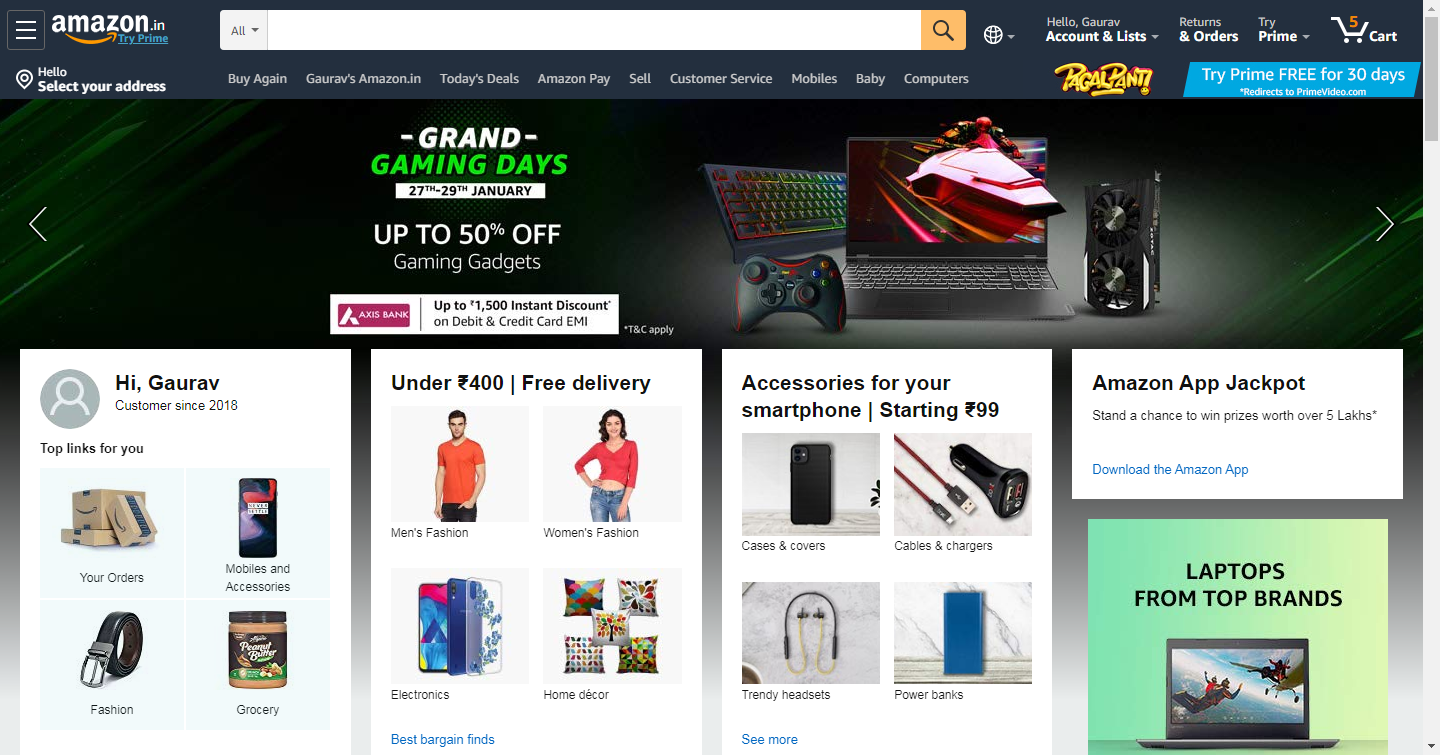 amazon.in
Try Prime
All
Hello, Gaurav
Account & Lists
Returns
& Orders
Try
Prime
5
Cart
Hello
Select your address
Buy Again
Gaurav's Amazon.in
Today's Deals
Amazon Pay
Sell
Customer Service
Mobiles
Baby
Computers
PAGALPANTI
Try Prime FREE for 30 days
*Redirects to PrimeVideo.com
-GRAND-
GAMING DAYS
27TH-29TH JANUARY
UP TO 50% OFF
Gaming Gadgets
AXIS BANK
Up to ₹1,500 Instant Discount*
on Debit & Credit Card EMI
*T&C apply
ZOTAC
Hi, Gaurav
Customer since 2018
Top links for you
Your Orders
Mobiles and
Accessories
Fashion
Peanut
Butter
Grocery
Under ₹400 | Free delivery
Men's Fashion
Women's Fashion
Electronics
Home décor
Best bargain finds
Accessories for your
smartphone | Starting ₹99
Cases & covers
Cables & chargers
Trendy headsets
Power banks
See more
Amazon App Jackpot
Stand a chance to win prizes worth over 5 Lakhs*
Download the Amazon App
LAPTOPS
FROM TOP BRANDS